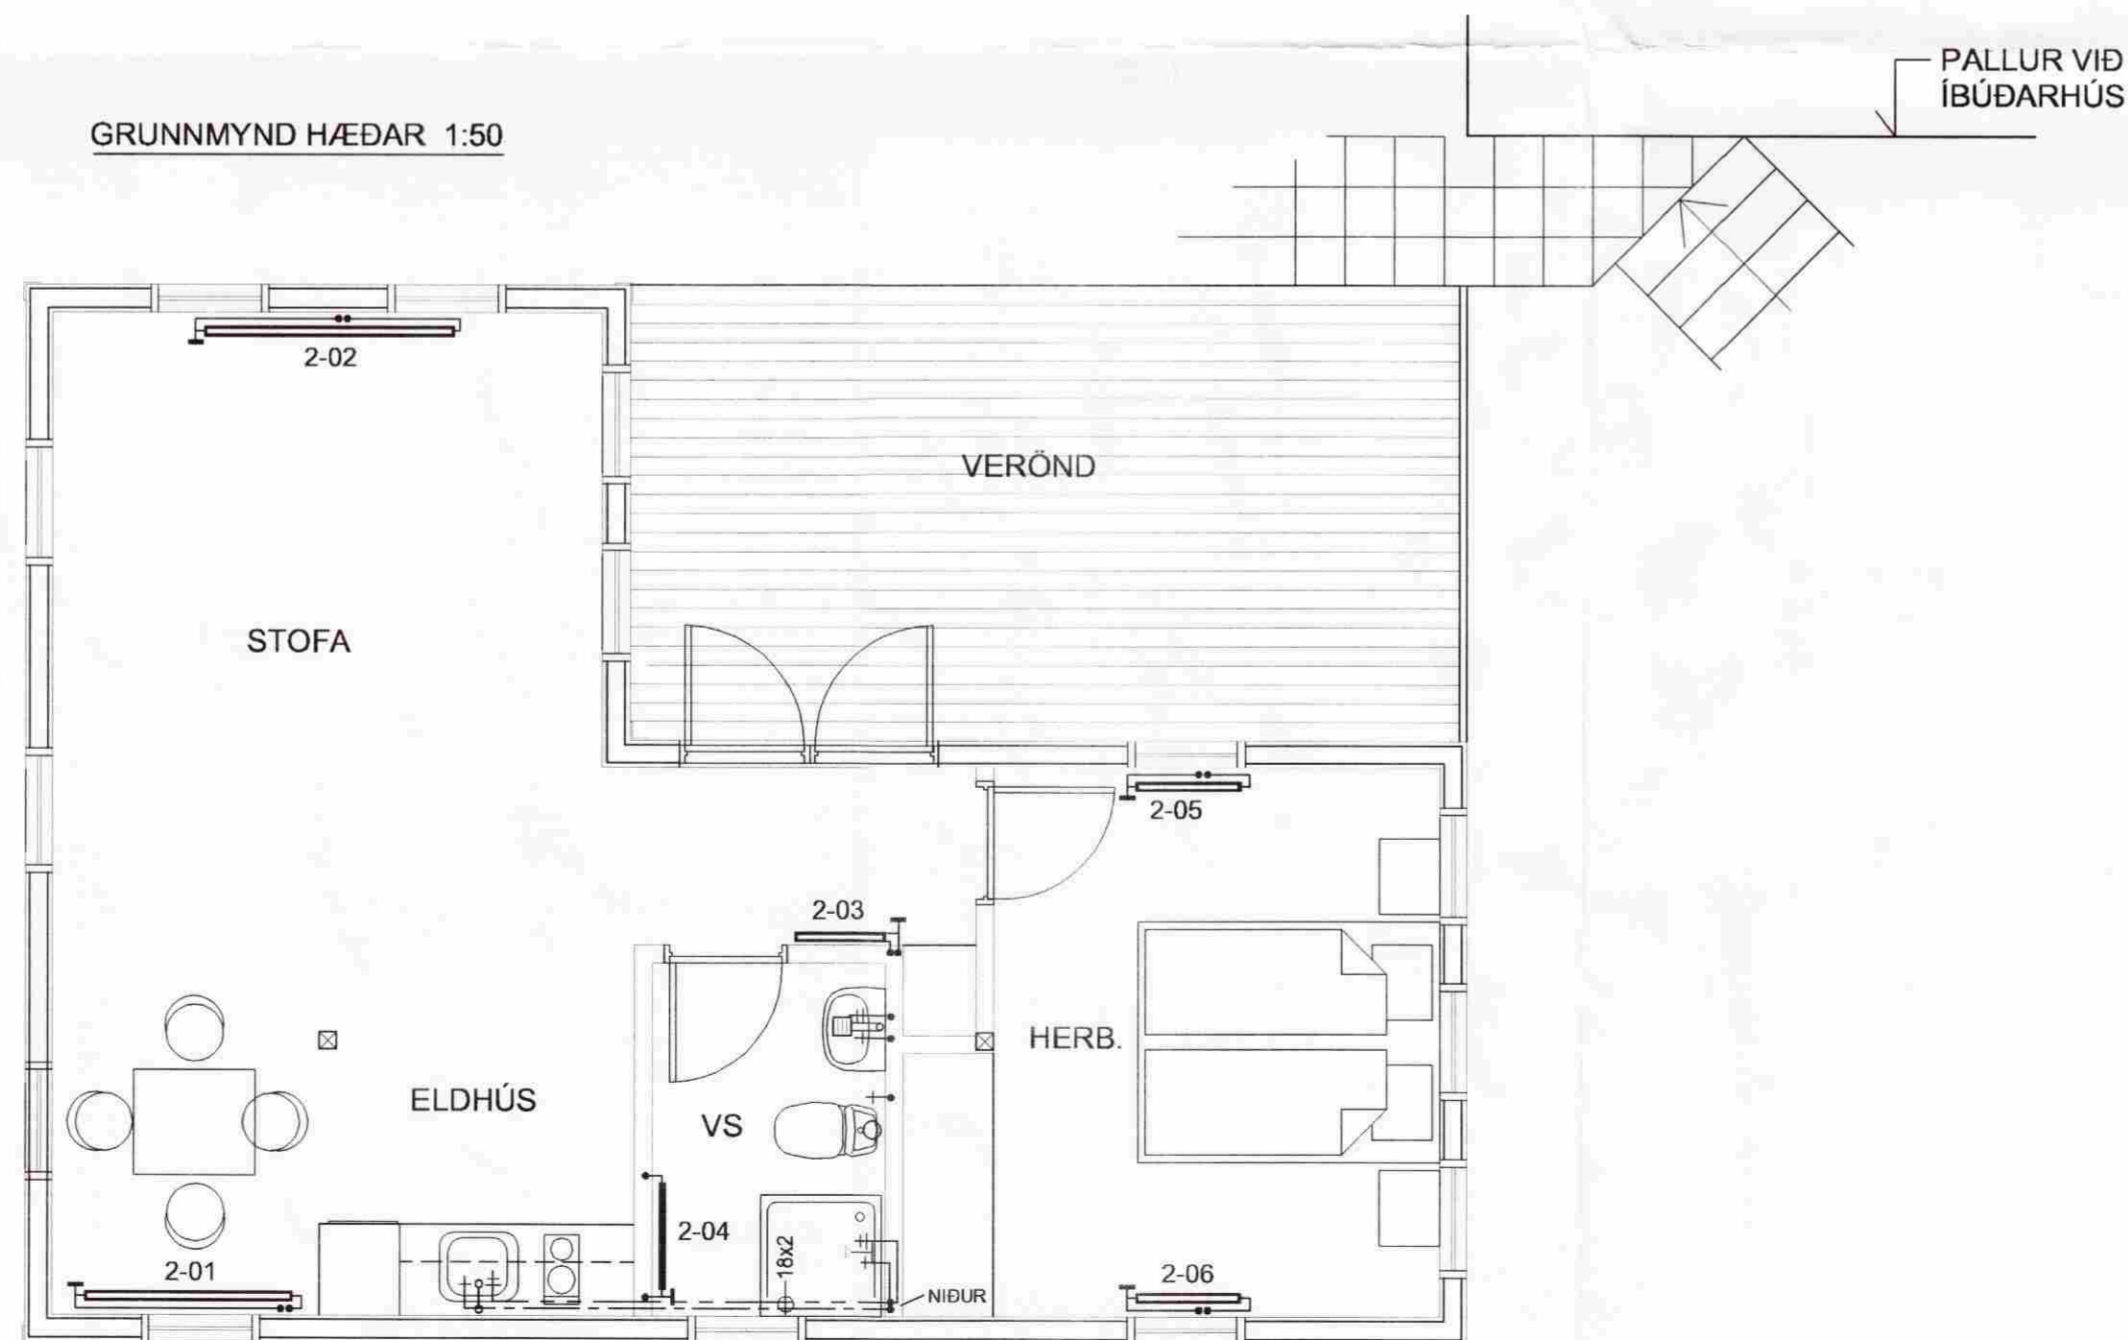 PALLUR VIÐ
ÍBÚÐARHÚS
GRUNNMYND HÆÐAR 1:50
2-02
VERÖND
STOFA
2-05
2-03
HERB.
ELDHÚS
VS
2-04
18x2
2-01
2-06
NIÐUR